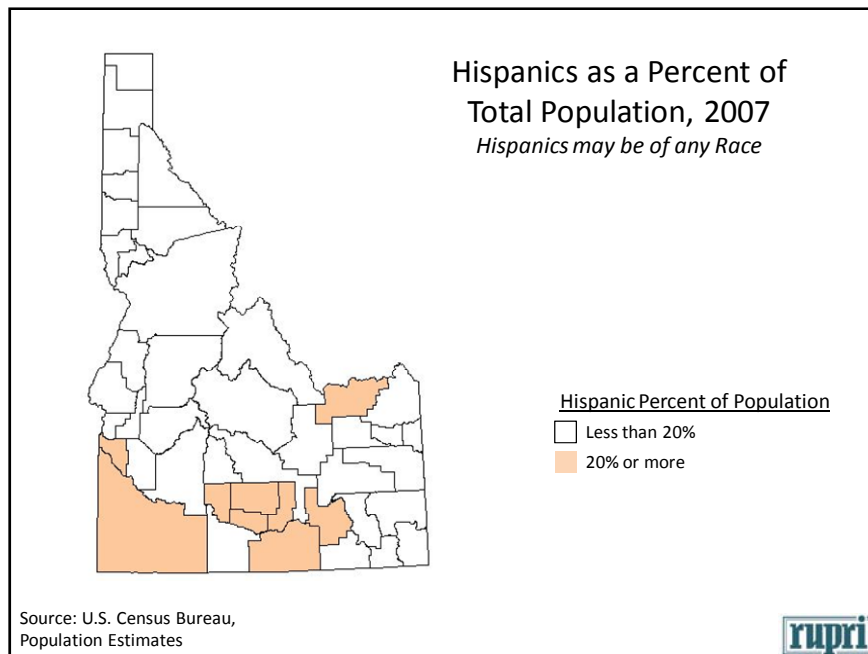 Hispanics as a Percent of
Total Population, 2007
Hispanics may be of any Race
Hispanic Percent of Population
Less than 20%
20% or more
Source: U.S. Census Bureau,
Population Estimates
rupri